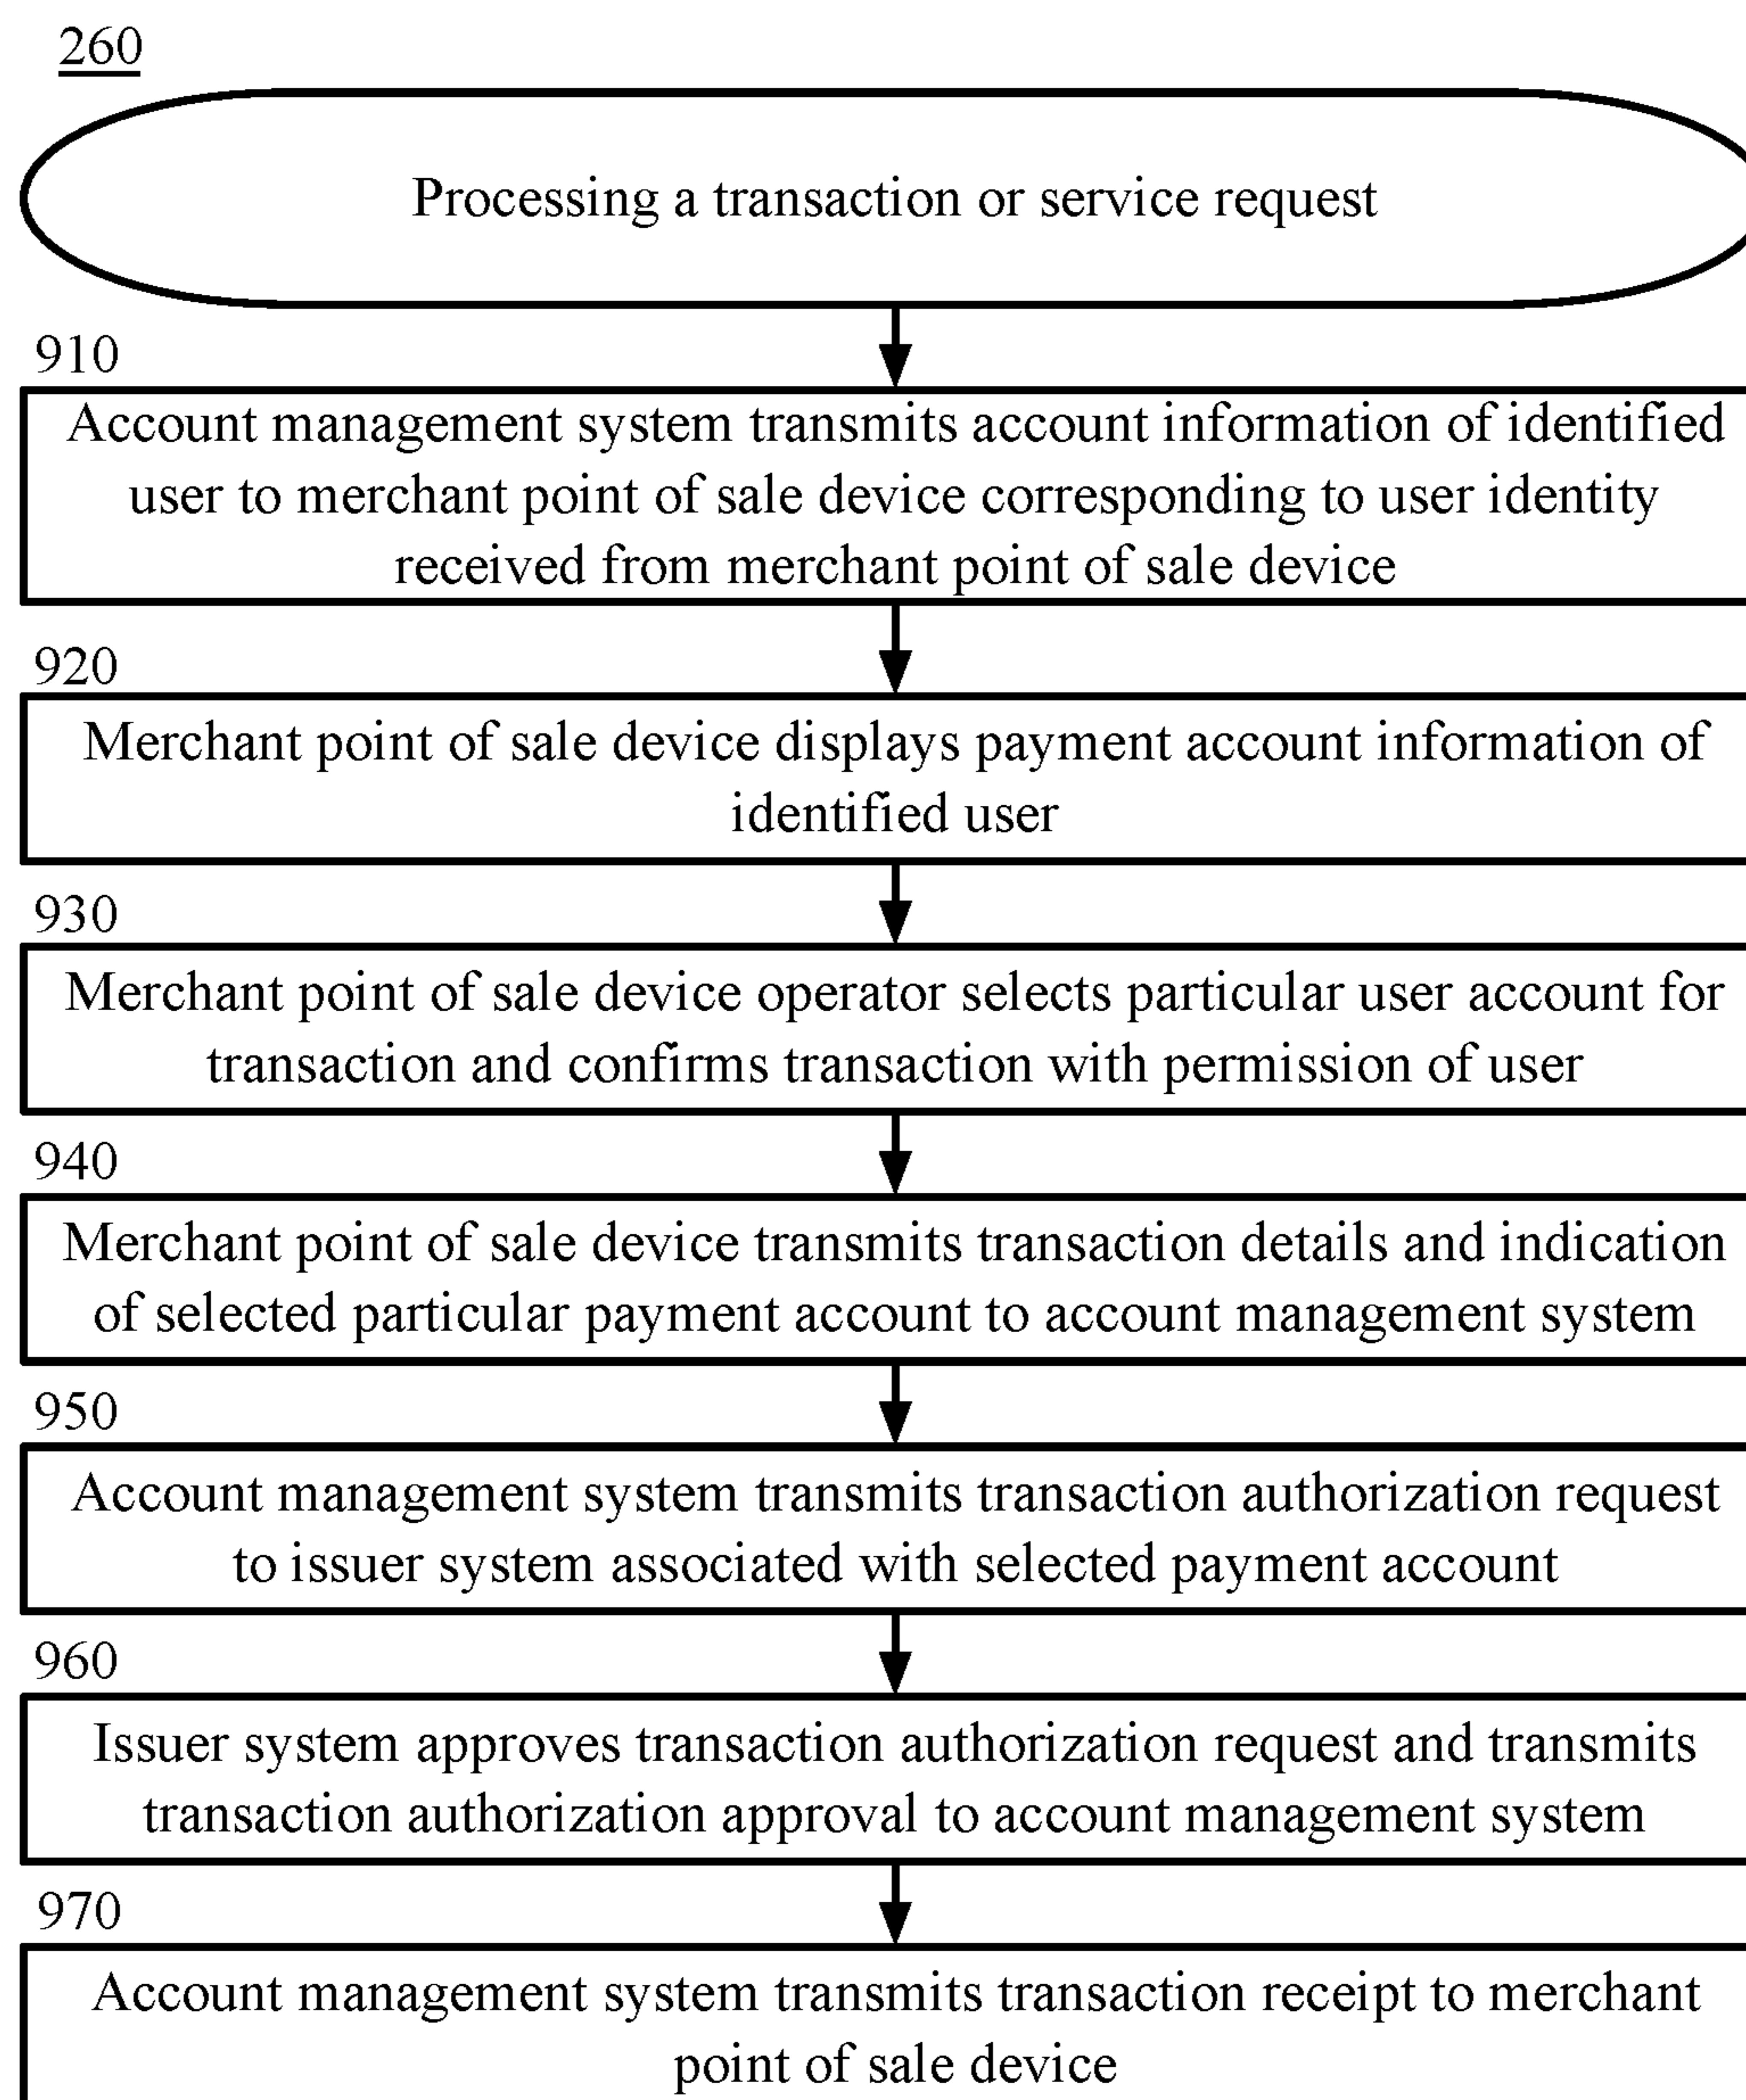 260
Processing a transaction or service request
910
Account management system transmits account information of identified
user to merchant point of sale device corresponding to user identity
received from merchant point of sale device
920
Merchant point of sale device displays payment account information of
identified user
930
Merchant point of sale device operator selects particular user account for
transaction and confirms transaction with permission of user
940
Merchant point of sale device transmits transaction details and indication
of selected particular payment account to account management system
950
Account management system transmits transaction authorization request
to issuer system associated with selected payment account
960
Issuer system approves transaction authorization request and transmits
transaction authorization approval to account management system
970
Account management system transmits transaction receipt to merchant
point of sale device